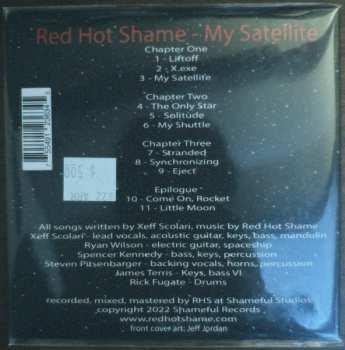 Red Hot Shame - My Satellite
Chapter One
1 - Liftoff
2 - X.exe
3 - My Satellife
Chapter Two
4 - The Only Star
5 - Solitude
6 - My Shuttle
Chapter Three
7 - Stranded
8 - Synchronizing
9 - Eject
Epilogue
10 - Come On, Rocket
11 - Little Moon
All songs written by Xeff Scolari, music by Red Hot Shame
Xeff Scolari - lead vocals, acoustic guitar, keys, bass, mandolin
Ryan Wilson - electric guitar, spaceship
Spencer Kennedy - bass, keys, percussion
Steven Pitsenbarger - backing vocals, horns, percussion
James Terris - Keys, bass VI
Rick Fugate - Drums
recorded, mixed, mastered by RHS at Shameful Studios
copyright 2022 Shameful Records
www.redhotshame.com
front cover art: Jeff Jordan